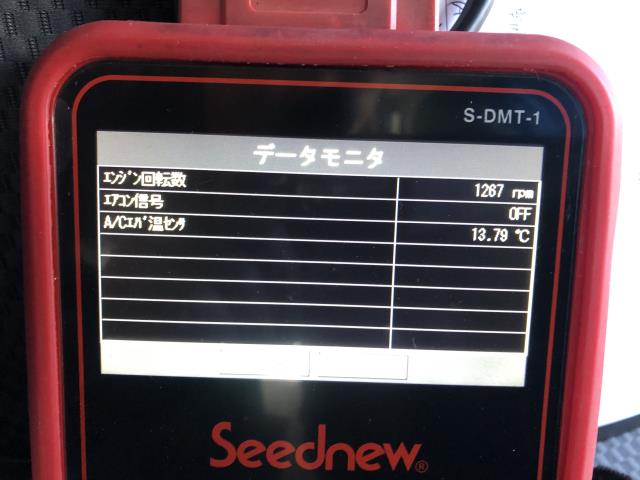 S-DMT-1
データモニタ
ｴﾝｼﾞﾝ回転数 1267 rpm
ｴｱｺﾝ信号 OFF
A/Cｴﾊﾞ温ｾﾝｻ 13.79 ℃
Seednew®